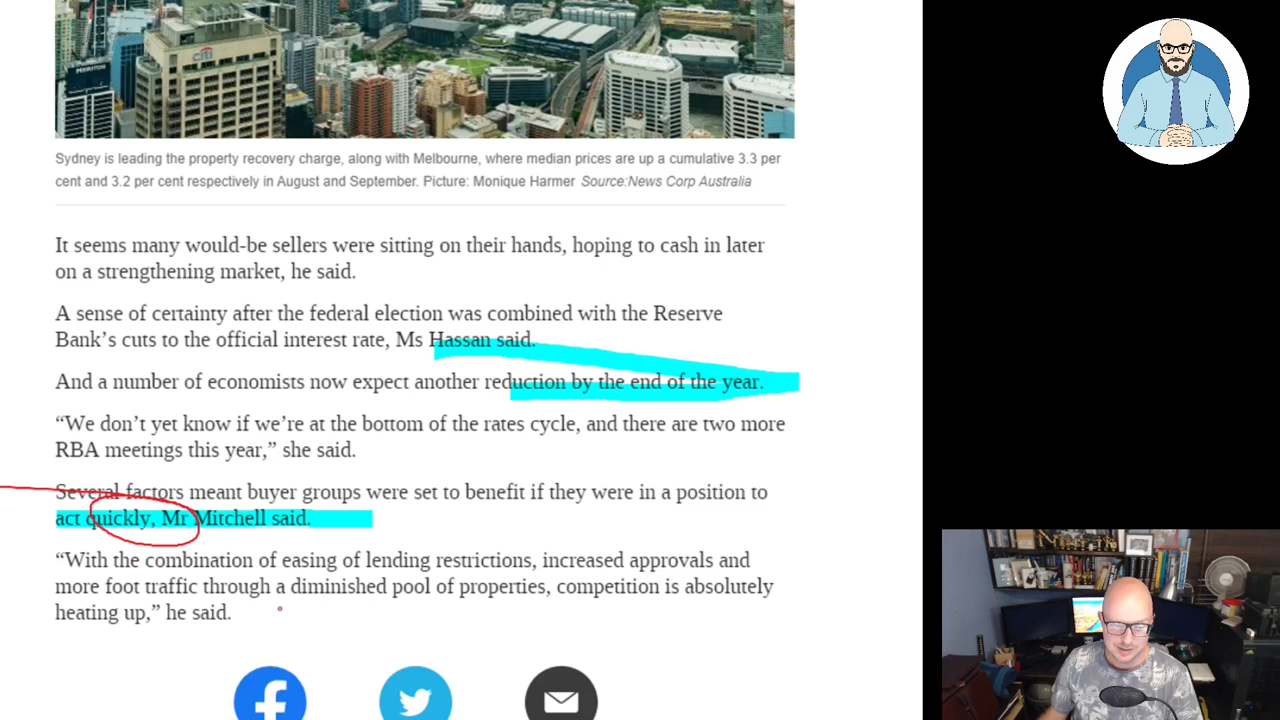 citi
Sydney is leading the property recovery charge, along with Melbourne, where median prices are up a cumulative 3.3 per
cent and 3.2 per cent respectively in August and September. Picture: Monique Harmer Source:News Corp Australia
It seems many would-be sellers were sitting on their hands, hoping to cash in later
on a strengthening market, he said.
A sense of certainty after the federal election was combined with the Reserve
Bank’s cuts to the official interest rate, Ms Hassan said.
And a number of economists now expect another reduction by the end of the year.
“We don’t yet know if we’re at the bottom of the rates cycle, and there are two more
RBA meetings this year,” she said.
Several factors meant buyer groups were set to benefit if they were in a position to
act quickly, Mr Mitchell said.
“With the combination of easing of lending restrictions, increased approvals and
more foot traffic through a diminished pool of properties, competition is absolutely
heating up,” he said.